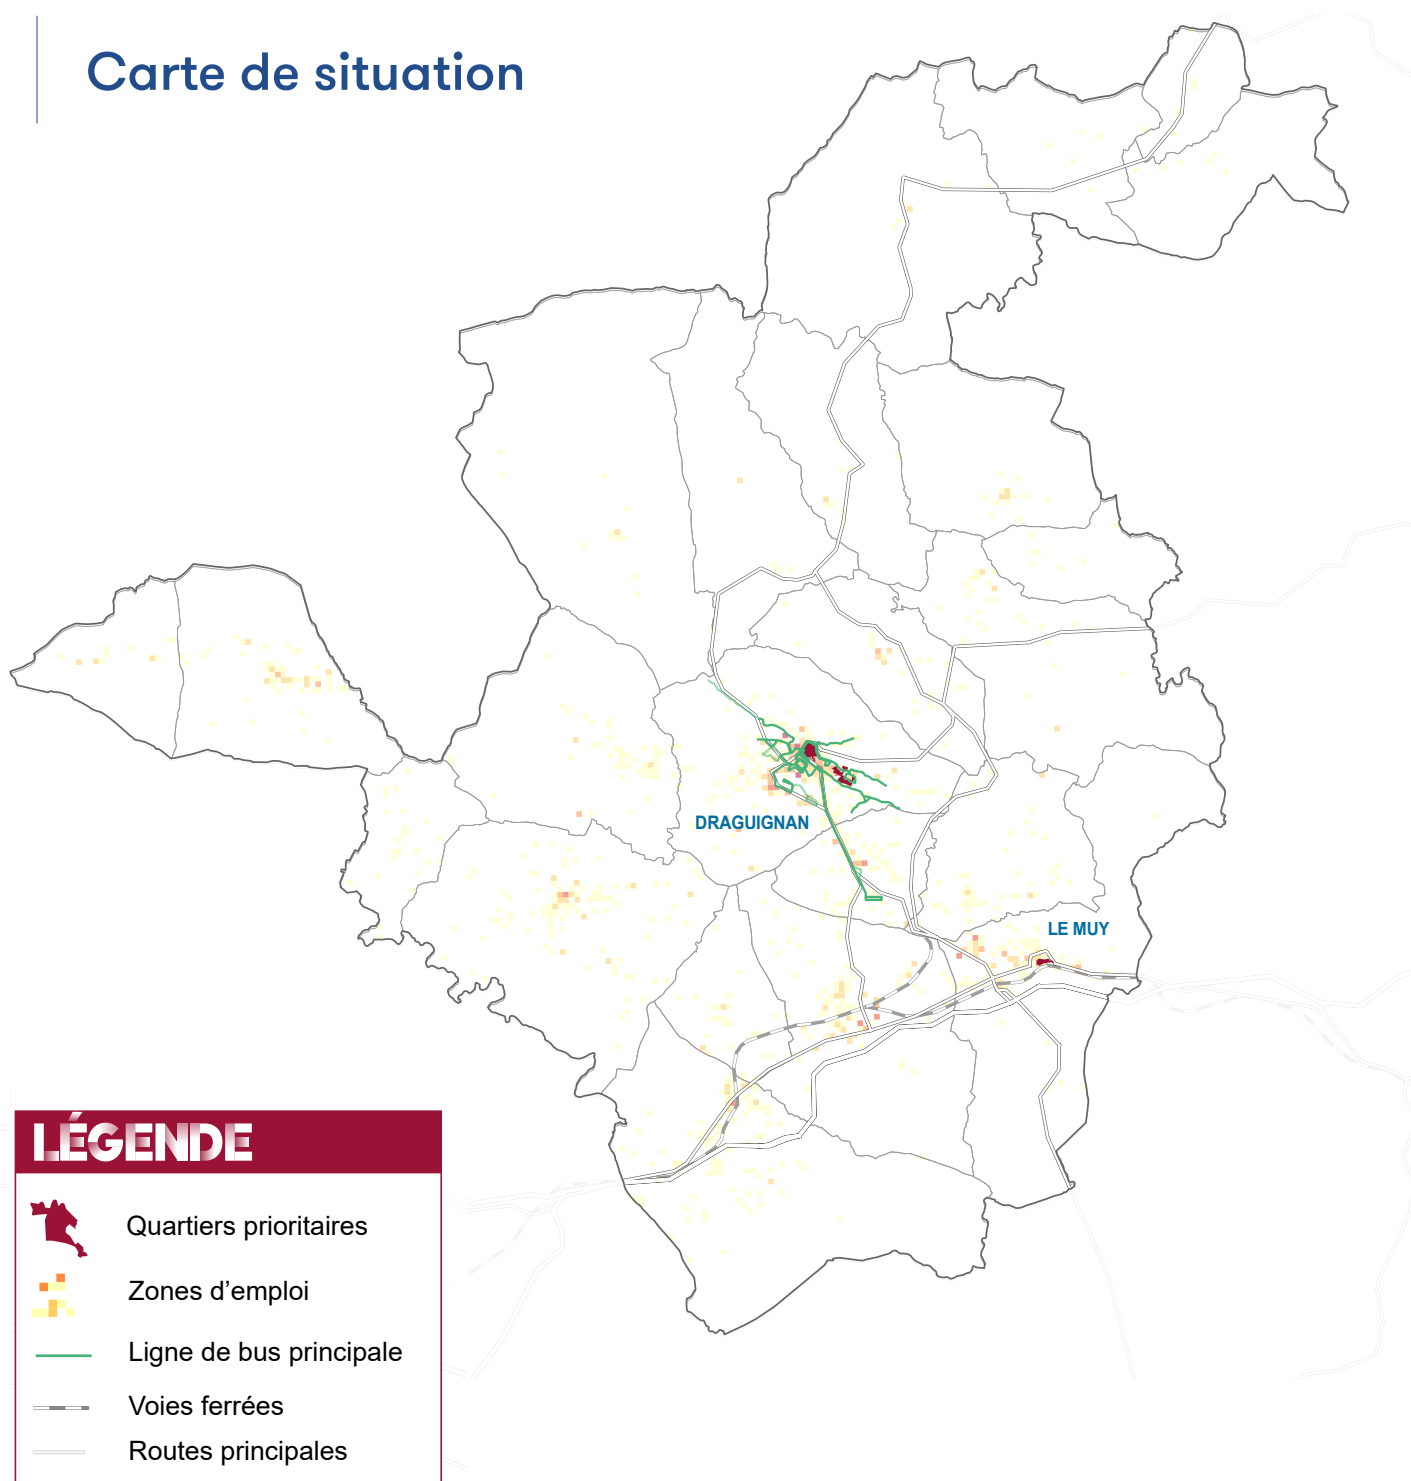 Carte de situation
DRAGUIGNAN
LE MUY
LÉGENDE
Quartiers prioritaires
Zones d’emploi
Ligne de bus principale
Voies ferrées
Routes principales